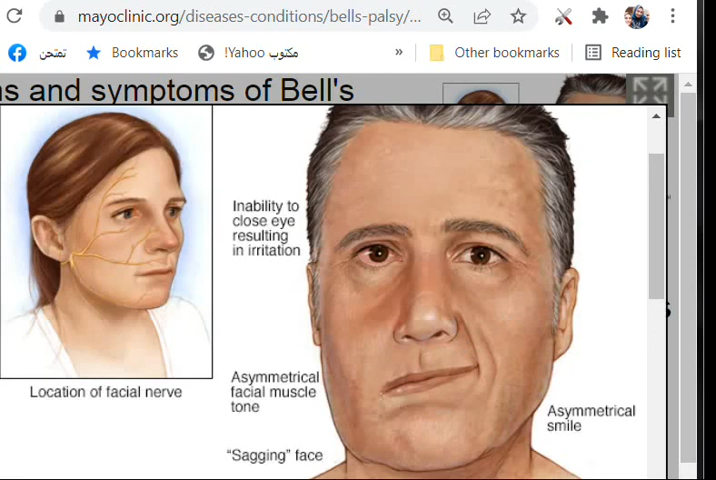 mayoclinic.org/diseases-conditions/bells-palsy/...
تمتحن
Bookmarks
مكتوب Yahoo!
»
Other bookmarks
Reading list
s and symptoms of Bell's
Inability to
close eye
resulting
in irritation
Location of facial nerve
Asymmetrical
facial muscle
tone
Asymmetrical
smile
“Sagging” face